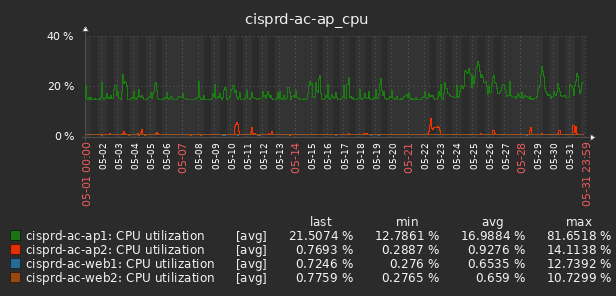 cisprd-ac-ap_cpu
40 %
20 %
0 %
05-01 00:00 05-02 05-03 05-04 05-05 05-06 05-07 05-08 05-09 05-10 05-11 05-12 05-13 05-14 05-15 05-16 05-17 05-18 05-19 05-20 05-21 05-22 05-23 05-24 05-25 05-26 05-27 05-28 05-29 05-30 05-31 05-31 23:59
last min avg max
cisprd-ac-ap1: CPU utilization [avg] 21.5074 % 12.7861 % 16.9884 % 81.6518 %
cisprd-ac-ap2: CPU utilization [avg] 0.7693 % 0.2887 % 0.9276 % 14.1138 %
cisprd-ac-web1: CPU utilization [avg] 0.7246 % 0.276 % 0.6535 % 12.7392 %
cisprd-ac-web2: CPU utilization [avg] 0.7759 % 0.2765 % 0.659 % 10.7299 %